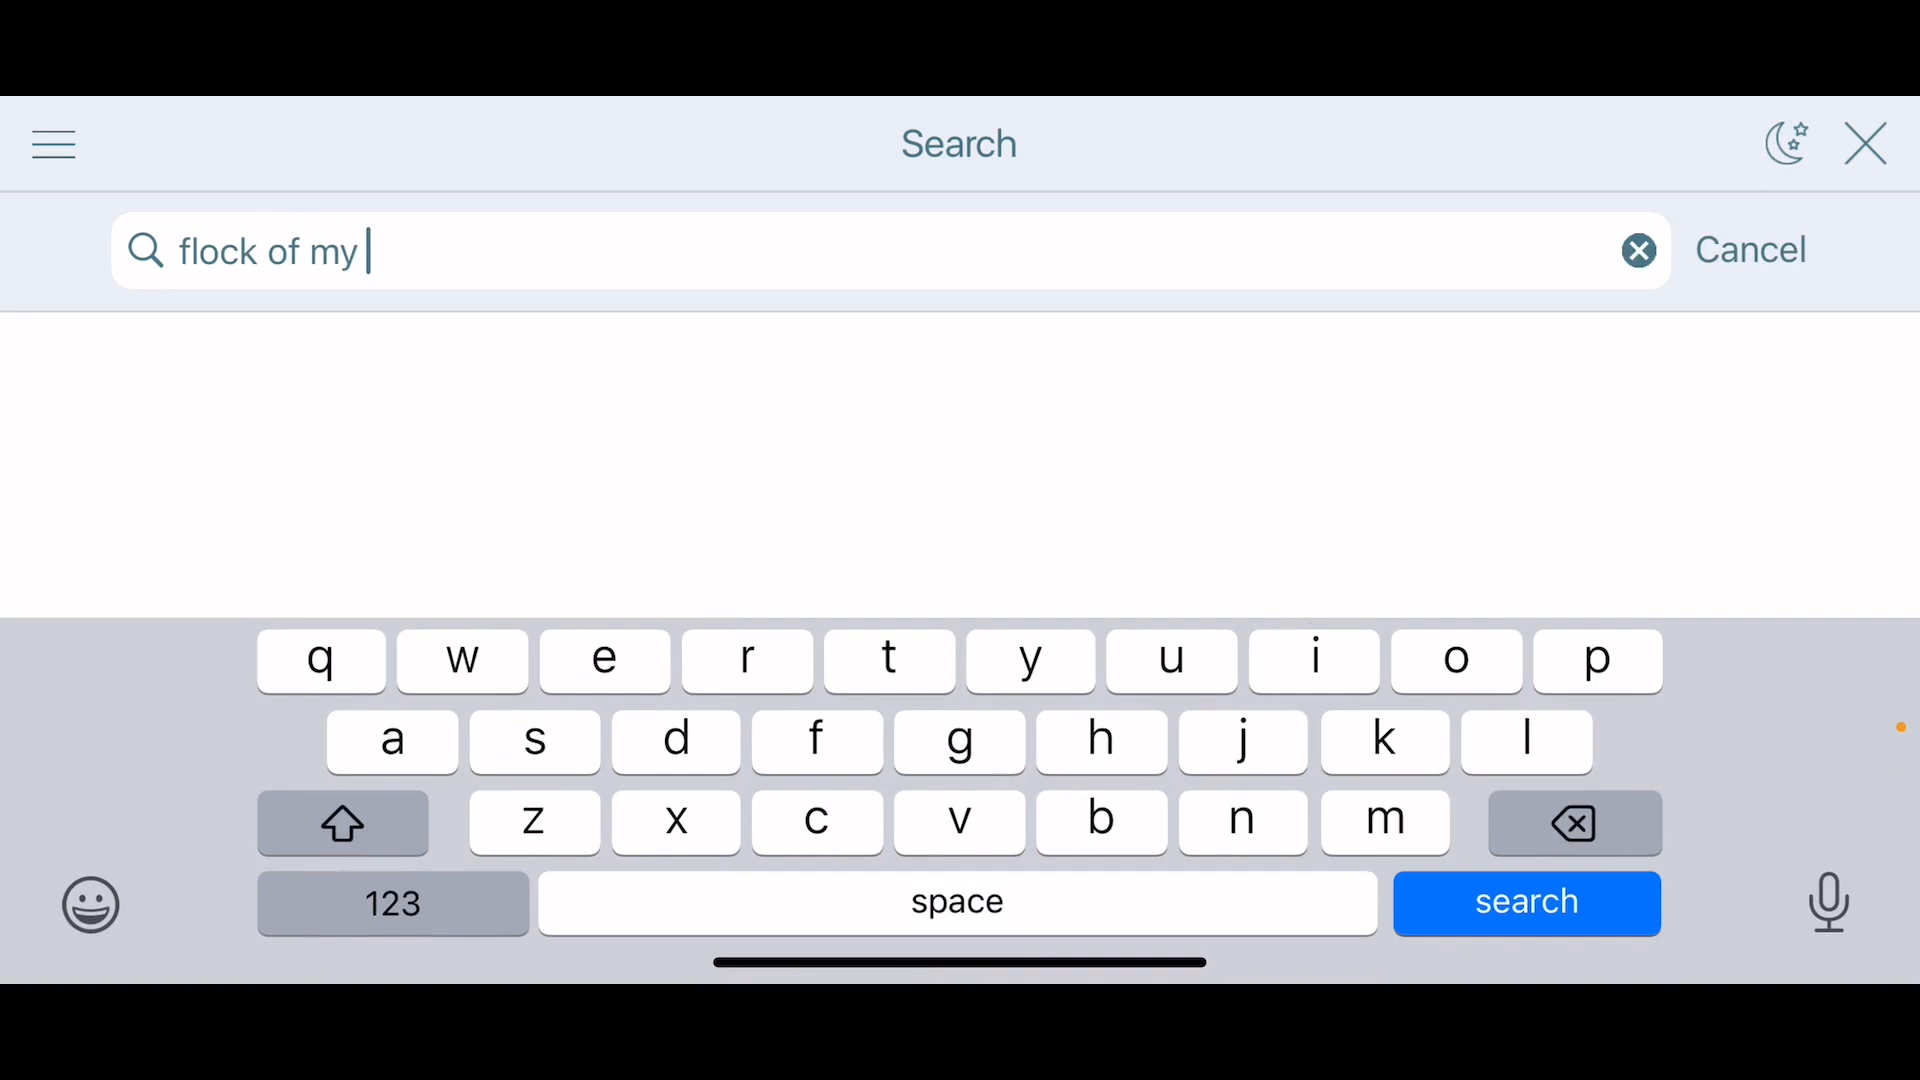 Search
flock of my
Cancel
q w e r t y u i o p
a s d f g h j k l
z x c v b n m
123 space search